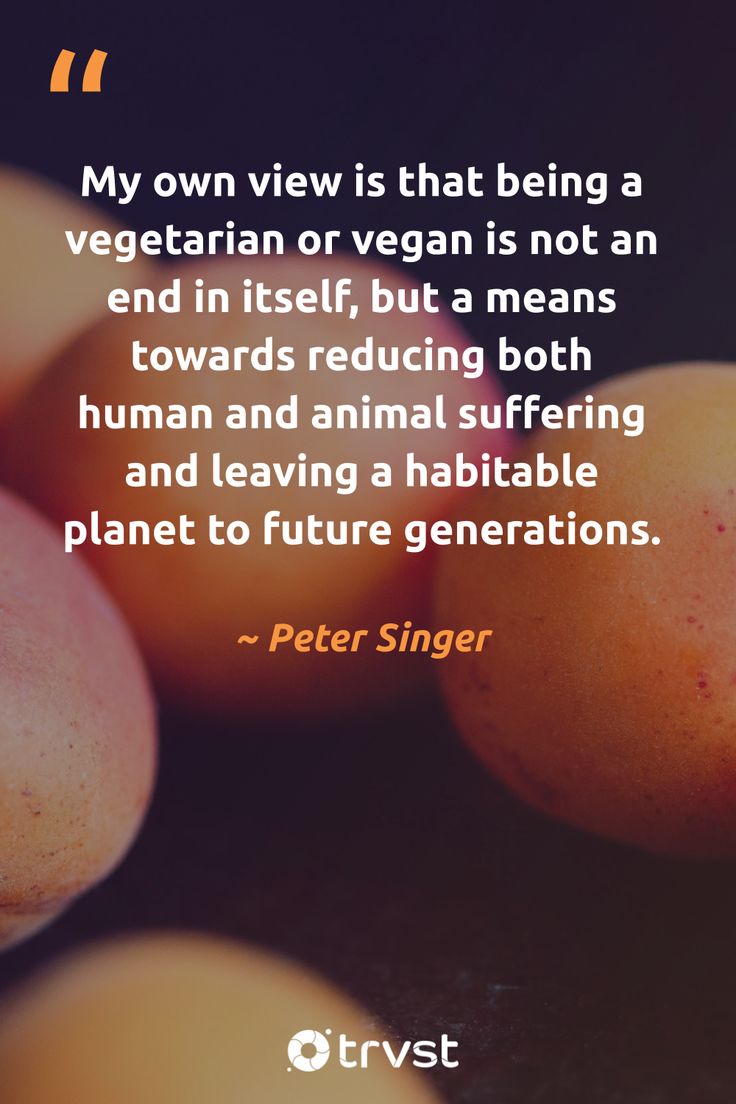 “
My own view is that being a
vegetarian or vegan is not an
end in itself, but a means
towards reducing both
human and animal suffering
and leaving a habitable
planet to future generations.
~ Peter Singer
trvst